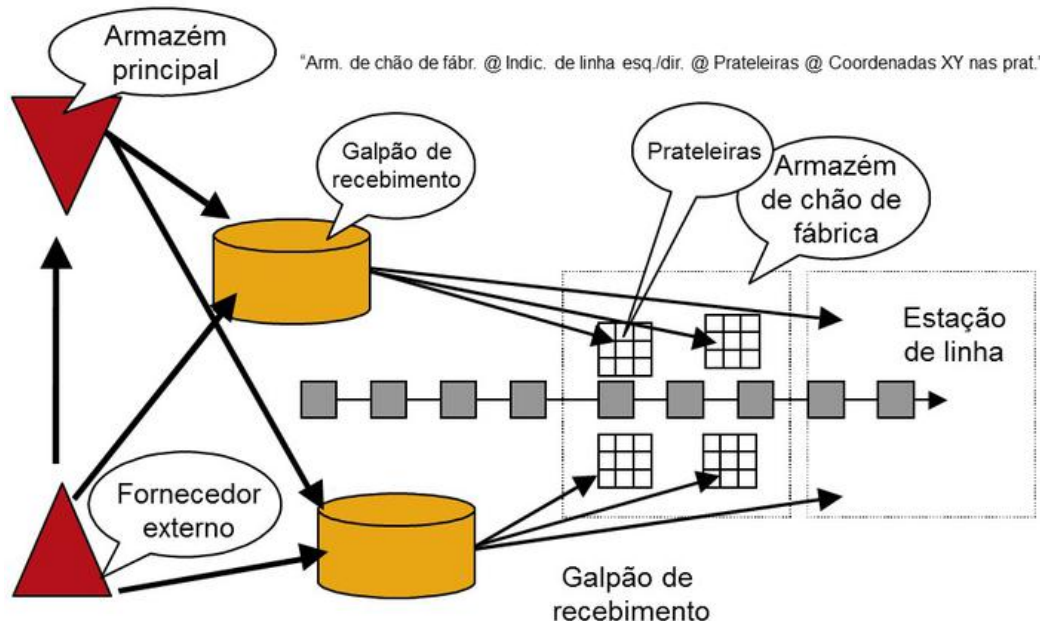 Armazém
principal
“Arm. de chão de fábr. @ Indic. de linha esq./dir. @ Prateleiras @ Coordenadas XY nas prat.”
Galpão de
recebimento
Prateleiras
Armazém
de chão de
fábrica
Estação
de linha
Fornecedor
externo
Galpão de
recebimento